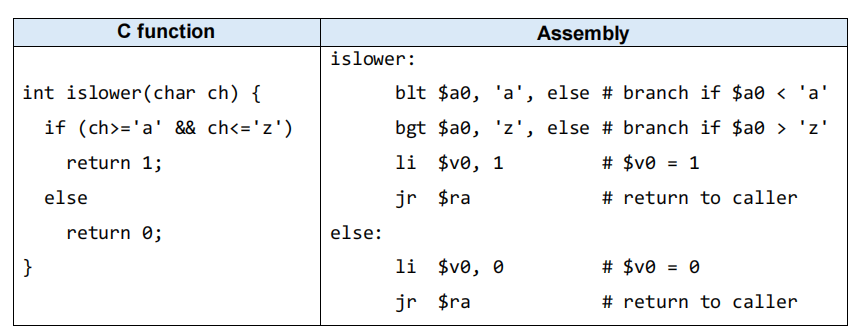 C function
Assembly
int islower(char ch) {
if (ch>='a' && ch<='z')
return 1;
else
return 0;
}
islower:
blt $a0, 'a', else # branch if $a0 < 'a'
bgt $a0, 'z', else # branch if $a0 > 'z'
li $v0, 1 # $v0 = 1
jr $ra # return to caller
else:
li $v0, 0 # $v0 = 0
jr $ra # return to caller